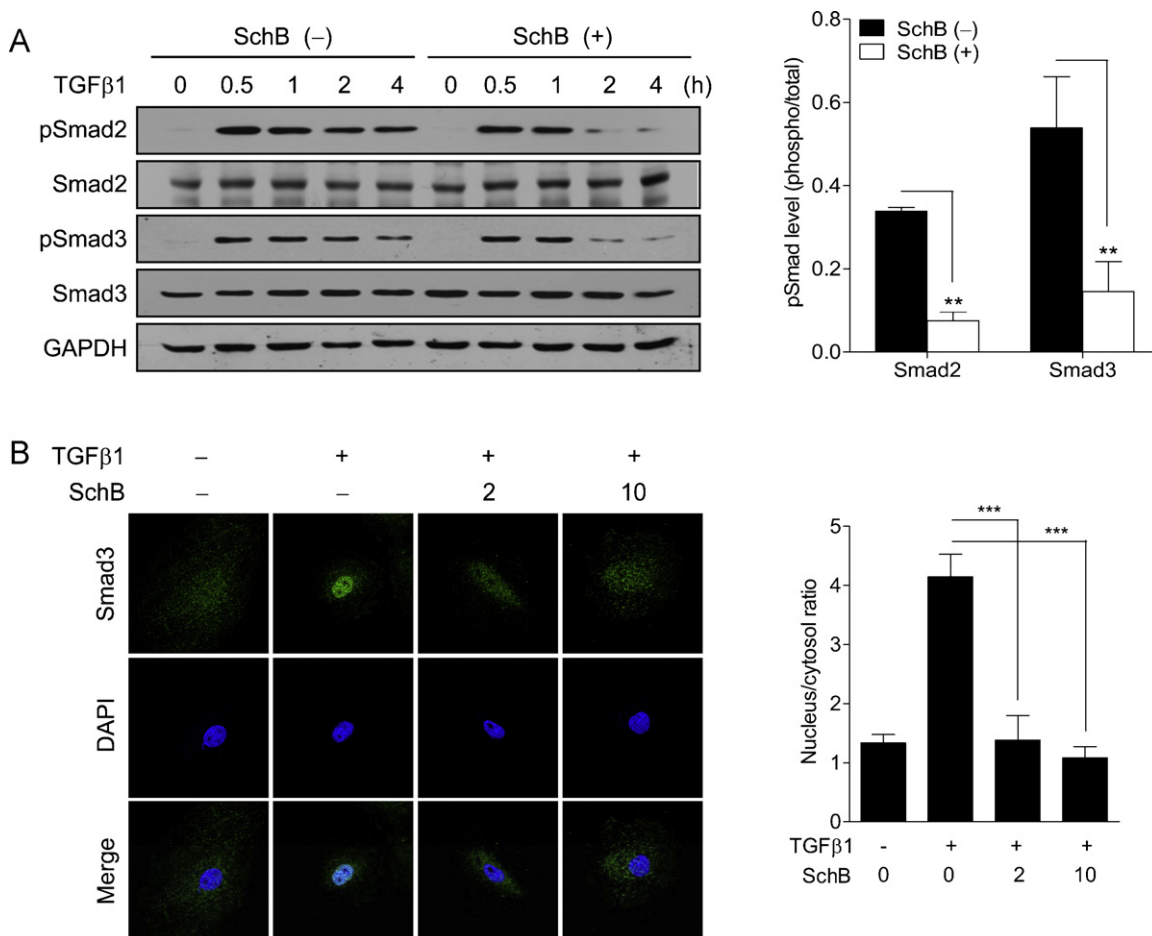 A
SchB (–) SchB (+)
TGFβ1 0 0.5 1 2 4 0 0.5 1 2 4 (h)
pSmad2
Smad2
pSmad3
Smad3
GAPDH
pSmad level (phospho/total)
0.8
0.6
0.4
0.2
0.0
SchB (–)
SchB (+)
**
**
Smad2 Smad3
B
TGFβ1 – + + +
SchB – – 2 10
Smad3
DAPI
Merge
Nucleus/cytosol ratio
5
4
3
2
1
0
***
***
TGFβ1 - + + +
SchB 0 0 2 10